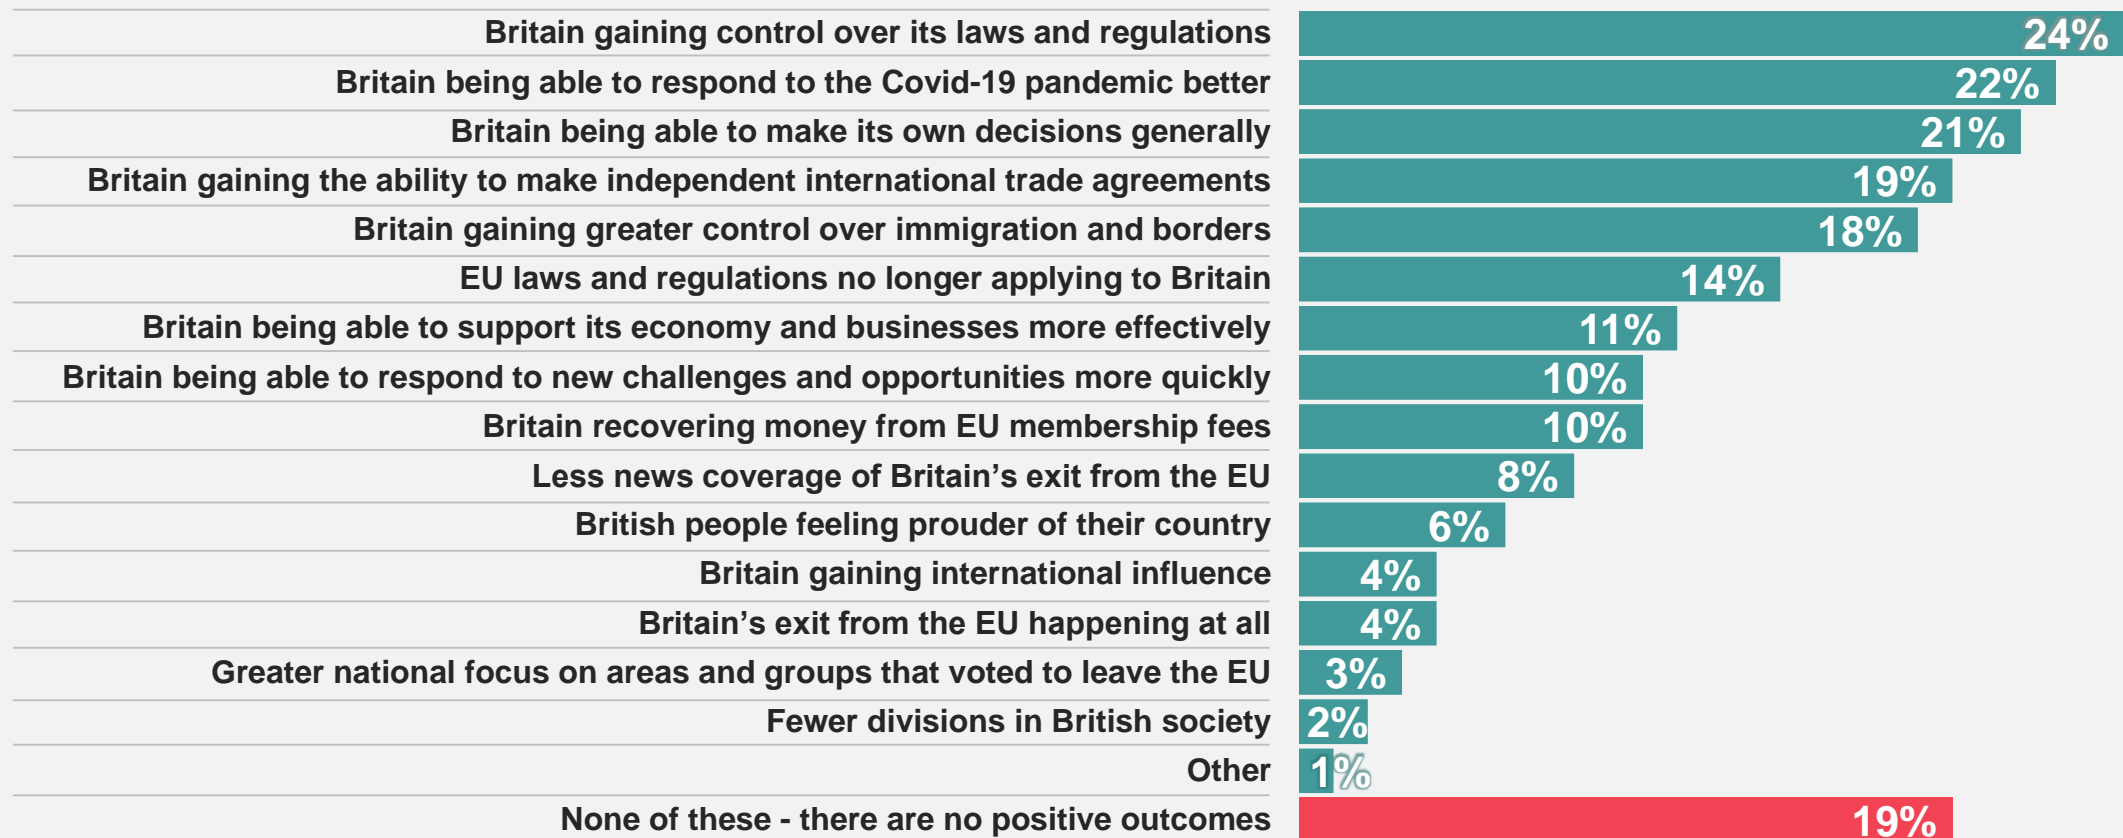 Britain gaining control over its laws and regulations 24%
Britain being able to respond to the Covid-19 pandemic better 22%
Britain being able to make its own decisions generally 21%
Britain gaining the ability to make independent international trade agreements 19%
Britain gaining greater control over immigration and borders 18%
EU laws and regulations no longer applying to Britain 14%
Britain being able to support its economy and businesses more effectively 11%
Britain being able to respond to new challenges and opportunities more quickly 10%
Britain recovering money from EU membership fees 10%
Less news coverage of Britain’s exit from the EU 8%
British people feeling prouder of their country 6%
Britain gaining international influence 4%
Britain’s exit from the EU happening at all 4%
Greater national focus on areas and groups that voted to leave the EU 3%
Fewer divisions in British society 2%
Other 1%
None of these - there are no positive outcomes 19%